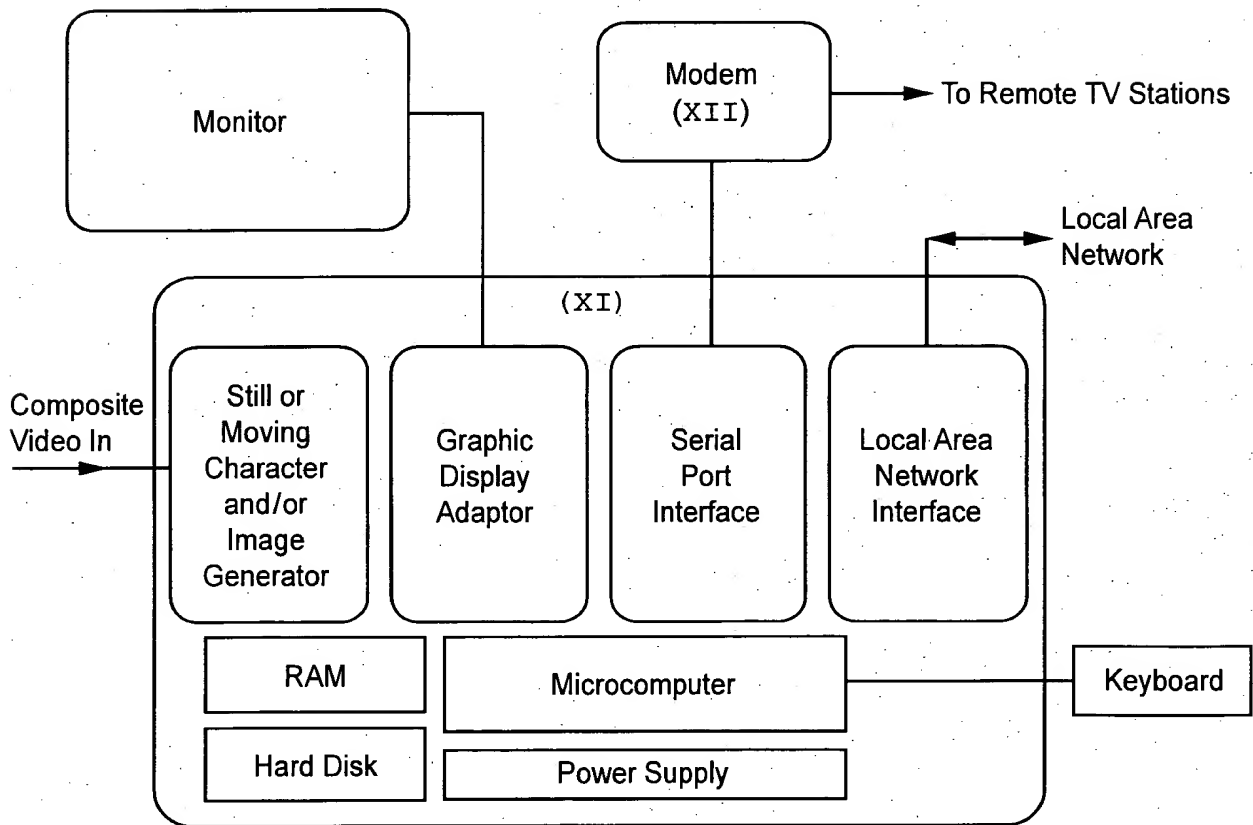 Monitor
Modem
(XII)
To Remote TV Stations
Local Area
Network
(XI)
Composite
Video In
Still or
Moving
Character
and/or
Image
Generator
Graphic
Display
Adaptor
Serial
Port
Interface
Local Area
Network
Interface
RAM
Microcomputer
Keyboard
Hard Disk
Power Supply